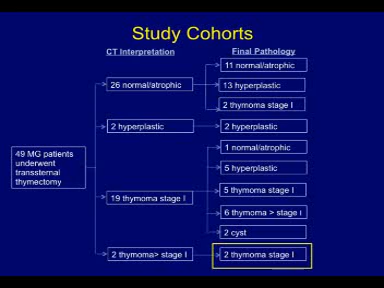 Study Cohorts
CT Interpretation
Final Pathology
49 MG patients
underwent
transsternal
thymectomy
26 normal/atrophic
11 normal/atrophic
13 hyperplastic
2 thymoma stage I
2 hyperplastic
2 hyperplastic
19 thymoma stage I
1 normal/atrophic
5 hyperplastic
5 thymoma stage I
6 thymoma > stage I
2 cyst
2 thymoma> stage I
2 thymoma stage I